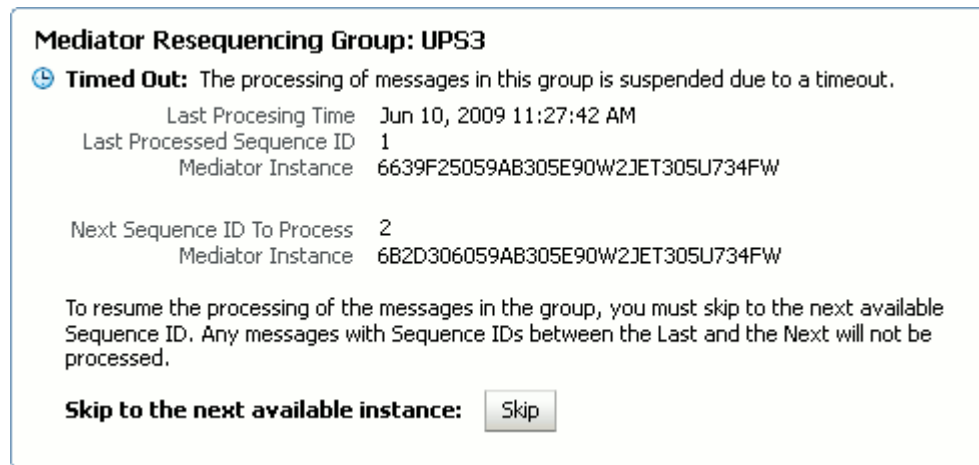 Mediator Resequencing Group: UPS3
Timed Out: The processing of messages in this group is suspended due to a timeout.
Last Procesing Time Jun 10, 2009 11:27:42 AM
Last Processed Sequence ID 1
Mediator Instance 6639F25059AB305E90W2JET305U734FW
Next Sequence ID To Process 2
Mediator Instance 6B2D306059AB305E90W2JET305U734FW
To resume the processing of the messages in the group, you must skip to the next available
Sequence ID. Any messages with Sequence IDs between the Last and the Next will not be
processed.
Skip to the next available instance: Skip